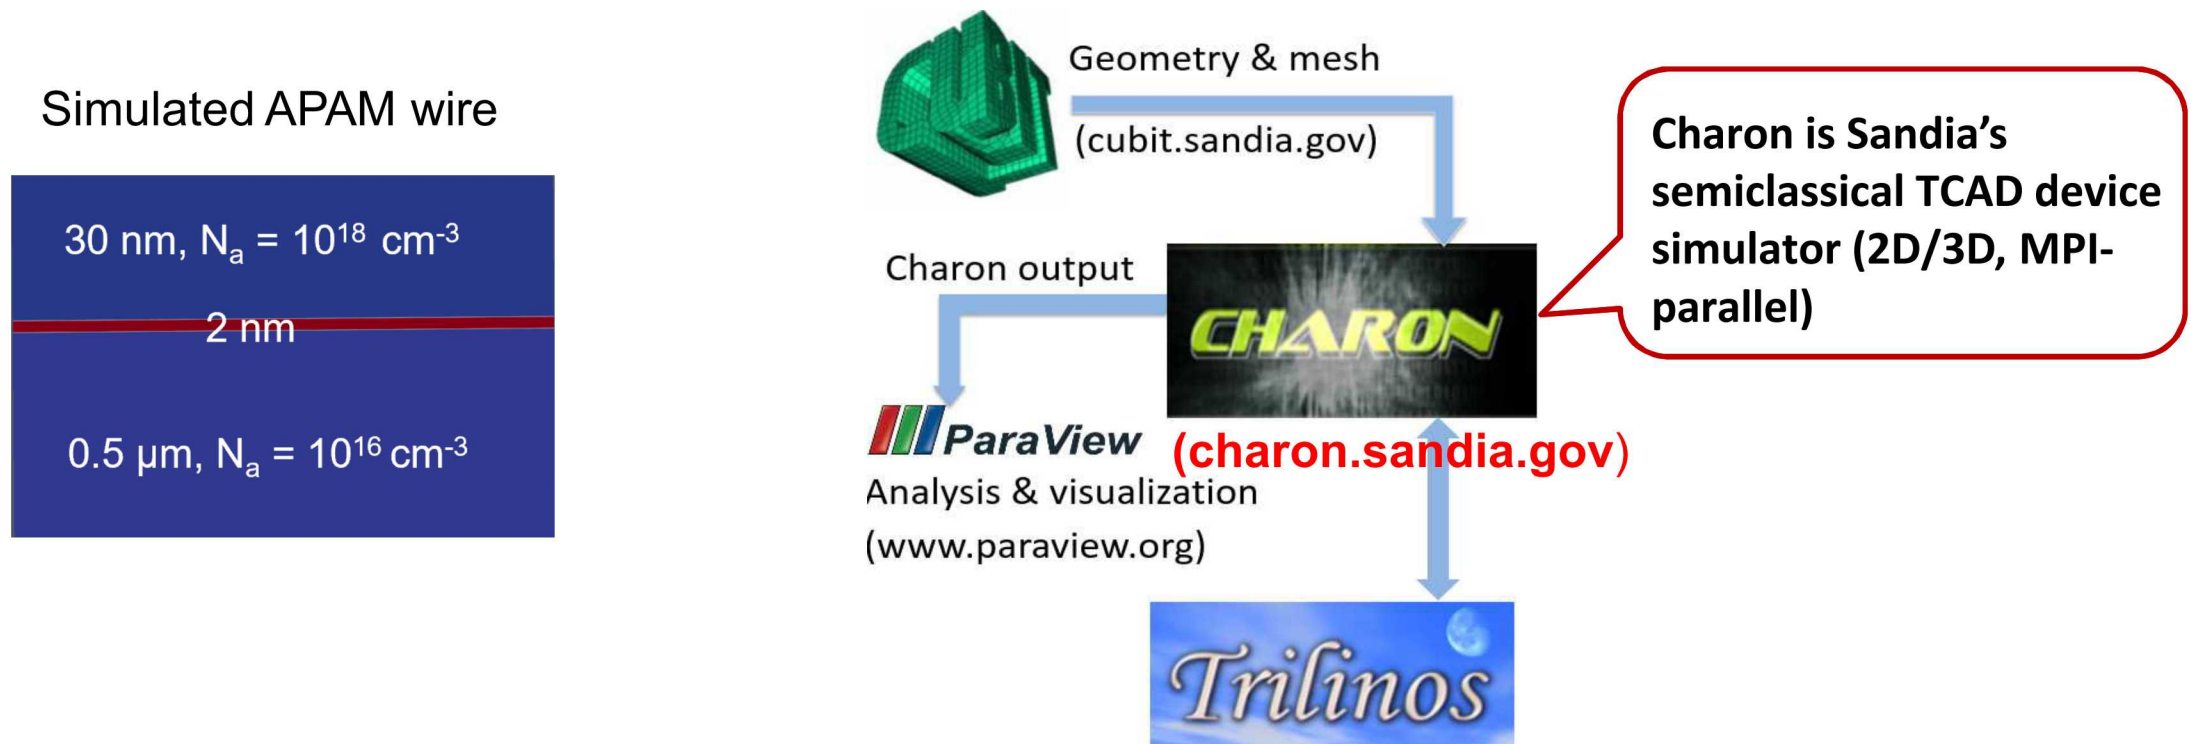 Simulated APAM wire
30 nm, Nₐ = 10¹⁸ cm⁻³
2 nm
0.5 μm, Nₐ = 10¹⁶ cm⁻³
CUBIT
Geometry & mesh
(cubit.sandia.gov)
Charon output
CHARON
ParaView
(charon.sandia.gov)
Analysis & visualization
(www.paraview.org)
Trilinos
Charon is Sandia’s
semiclassical TCAD device
simulator (2D/3D, MPI-
parallel)